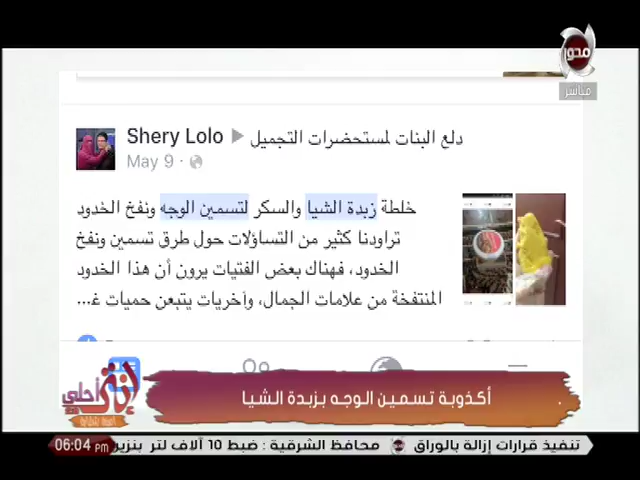 محور
مباشر
Shery Lolo ▶ دلع البنات لمستحضرات التجميل
May 9 ·
خلطة زبدة الشيا والسكر لتسمين الوجه ونفخ الخدود
تراودنا كثير من التساؤلات حول طرق تسمين ونفخ
الخدود، فهناك بعض الفتيات يرون أن هذا الخدود
المنتفخة من علامات الجمال، وأخريات يتبعن حميات غ...
أكذوبة تسمين الوجه بزبدة الشيا
أحلى
06:04 PM
تنفيذ قرارات إزالة بالوراق
محافظ الشرقية : ضبط 10 آلاف لتر بنزين